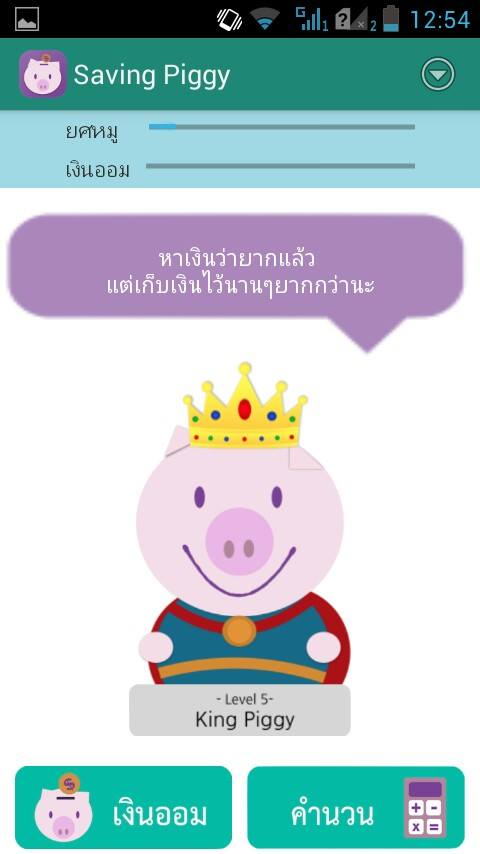 12:54
Saving Piggy
ยศหมู
เงินออม
หาเงินว่ายากแล้ว
แต่เก็บเงินไว้นานๆยากกว่านะ
- Level 5-
King Piggy
เงินออม
คำนวน